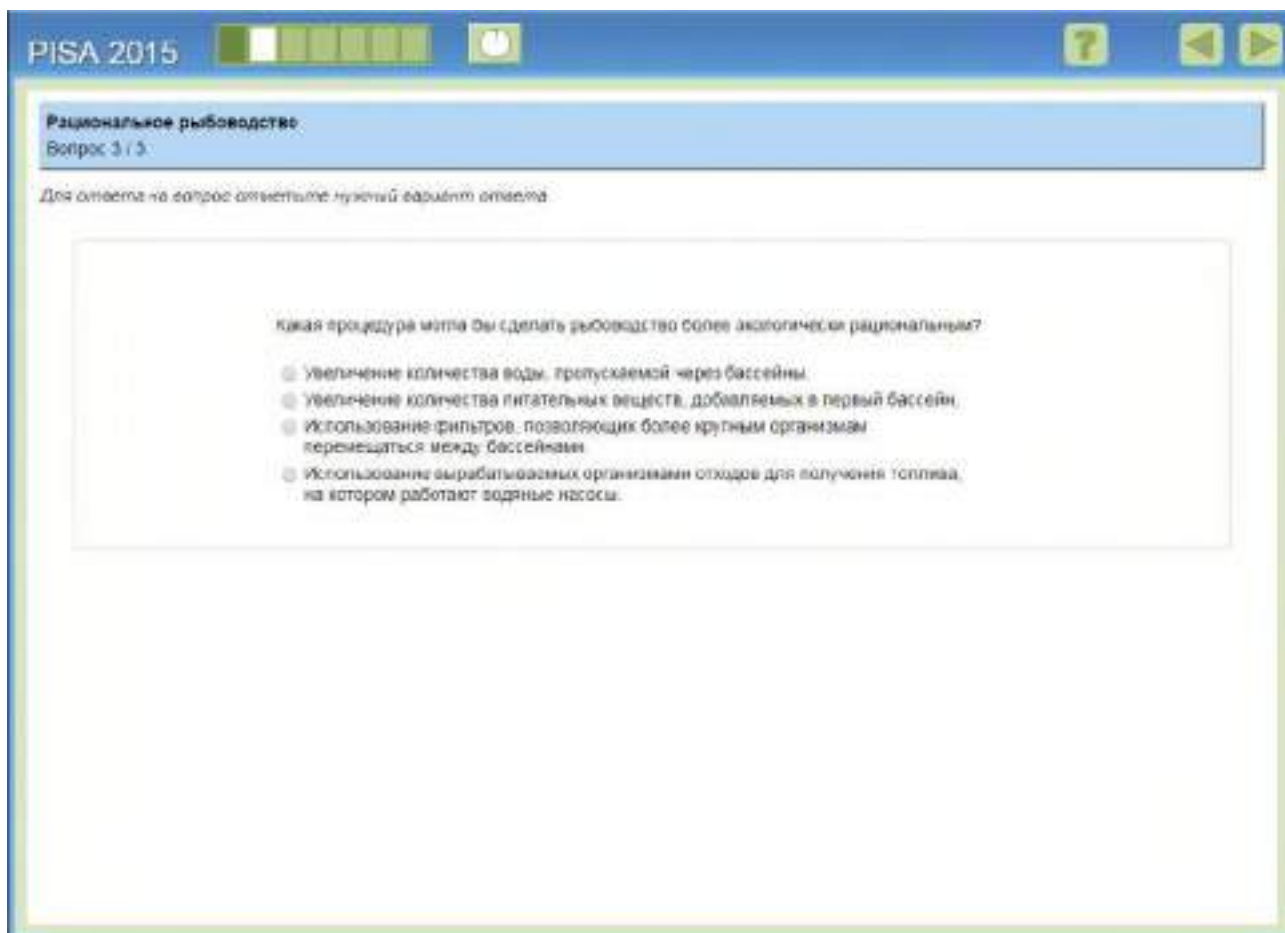 PISA 2015
?
Рациональное рыбоводство
Вопрос 3 / 3
Для ответа на вопрос отметьте нужный вариант ответа
Какая процедура могла бы сделать рыбоводство более экологически рациональным?
Увеличение количества воды, пропускаемой через бассейны.
Увеличение количества питательных веществ, добавляемых в первый бассейн.
Использование фильтров, позволяющих более крупным организмам
перемещаться между бассейнами.
Использование вырабатываемых организмами отходов для получения топлива,
на котором работают водяные насосы.